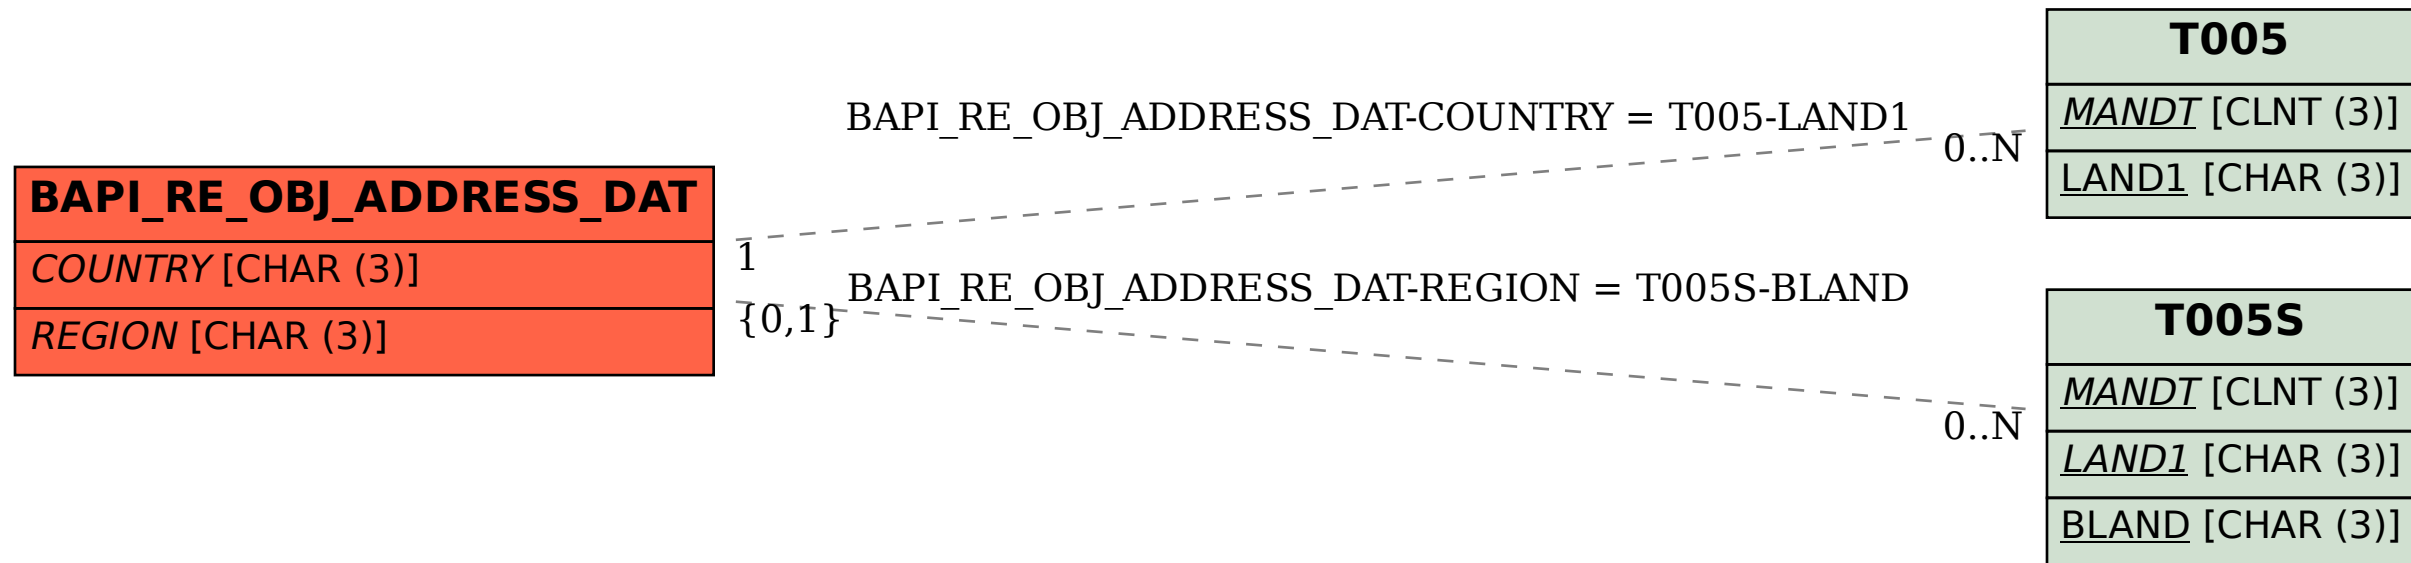 BAPI_RE_OBJ_ADDRESS_DAT
COUNTRY [CHAR (3)]
REGION [CHAR (3)]
BAPI_RE_OBJ_ADDRESS_DAT-COUNTRY = T005-LAND1
1
0..N
BAPI_RE_OBJ_ADDRESS_DAT-REGION = T005S-BLAND
{0,1}
0..N
T005
MANDT [CLNT (3)]
LAND1 [CHAR (3)]
T005S
MANDT [CLNT (3)]
LAND1 [CHAR (3)]
BLAND [CHAR (3)]